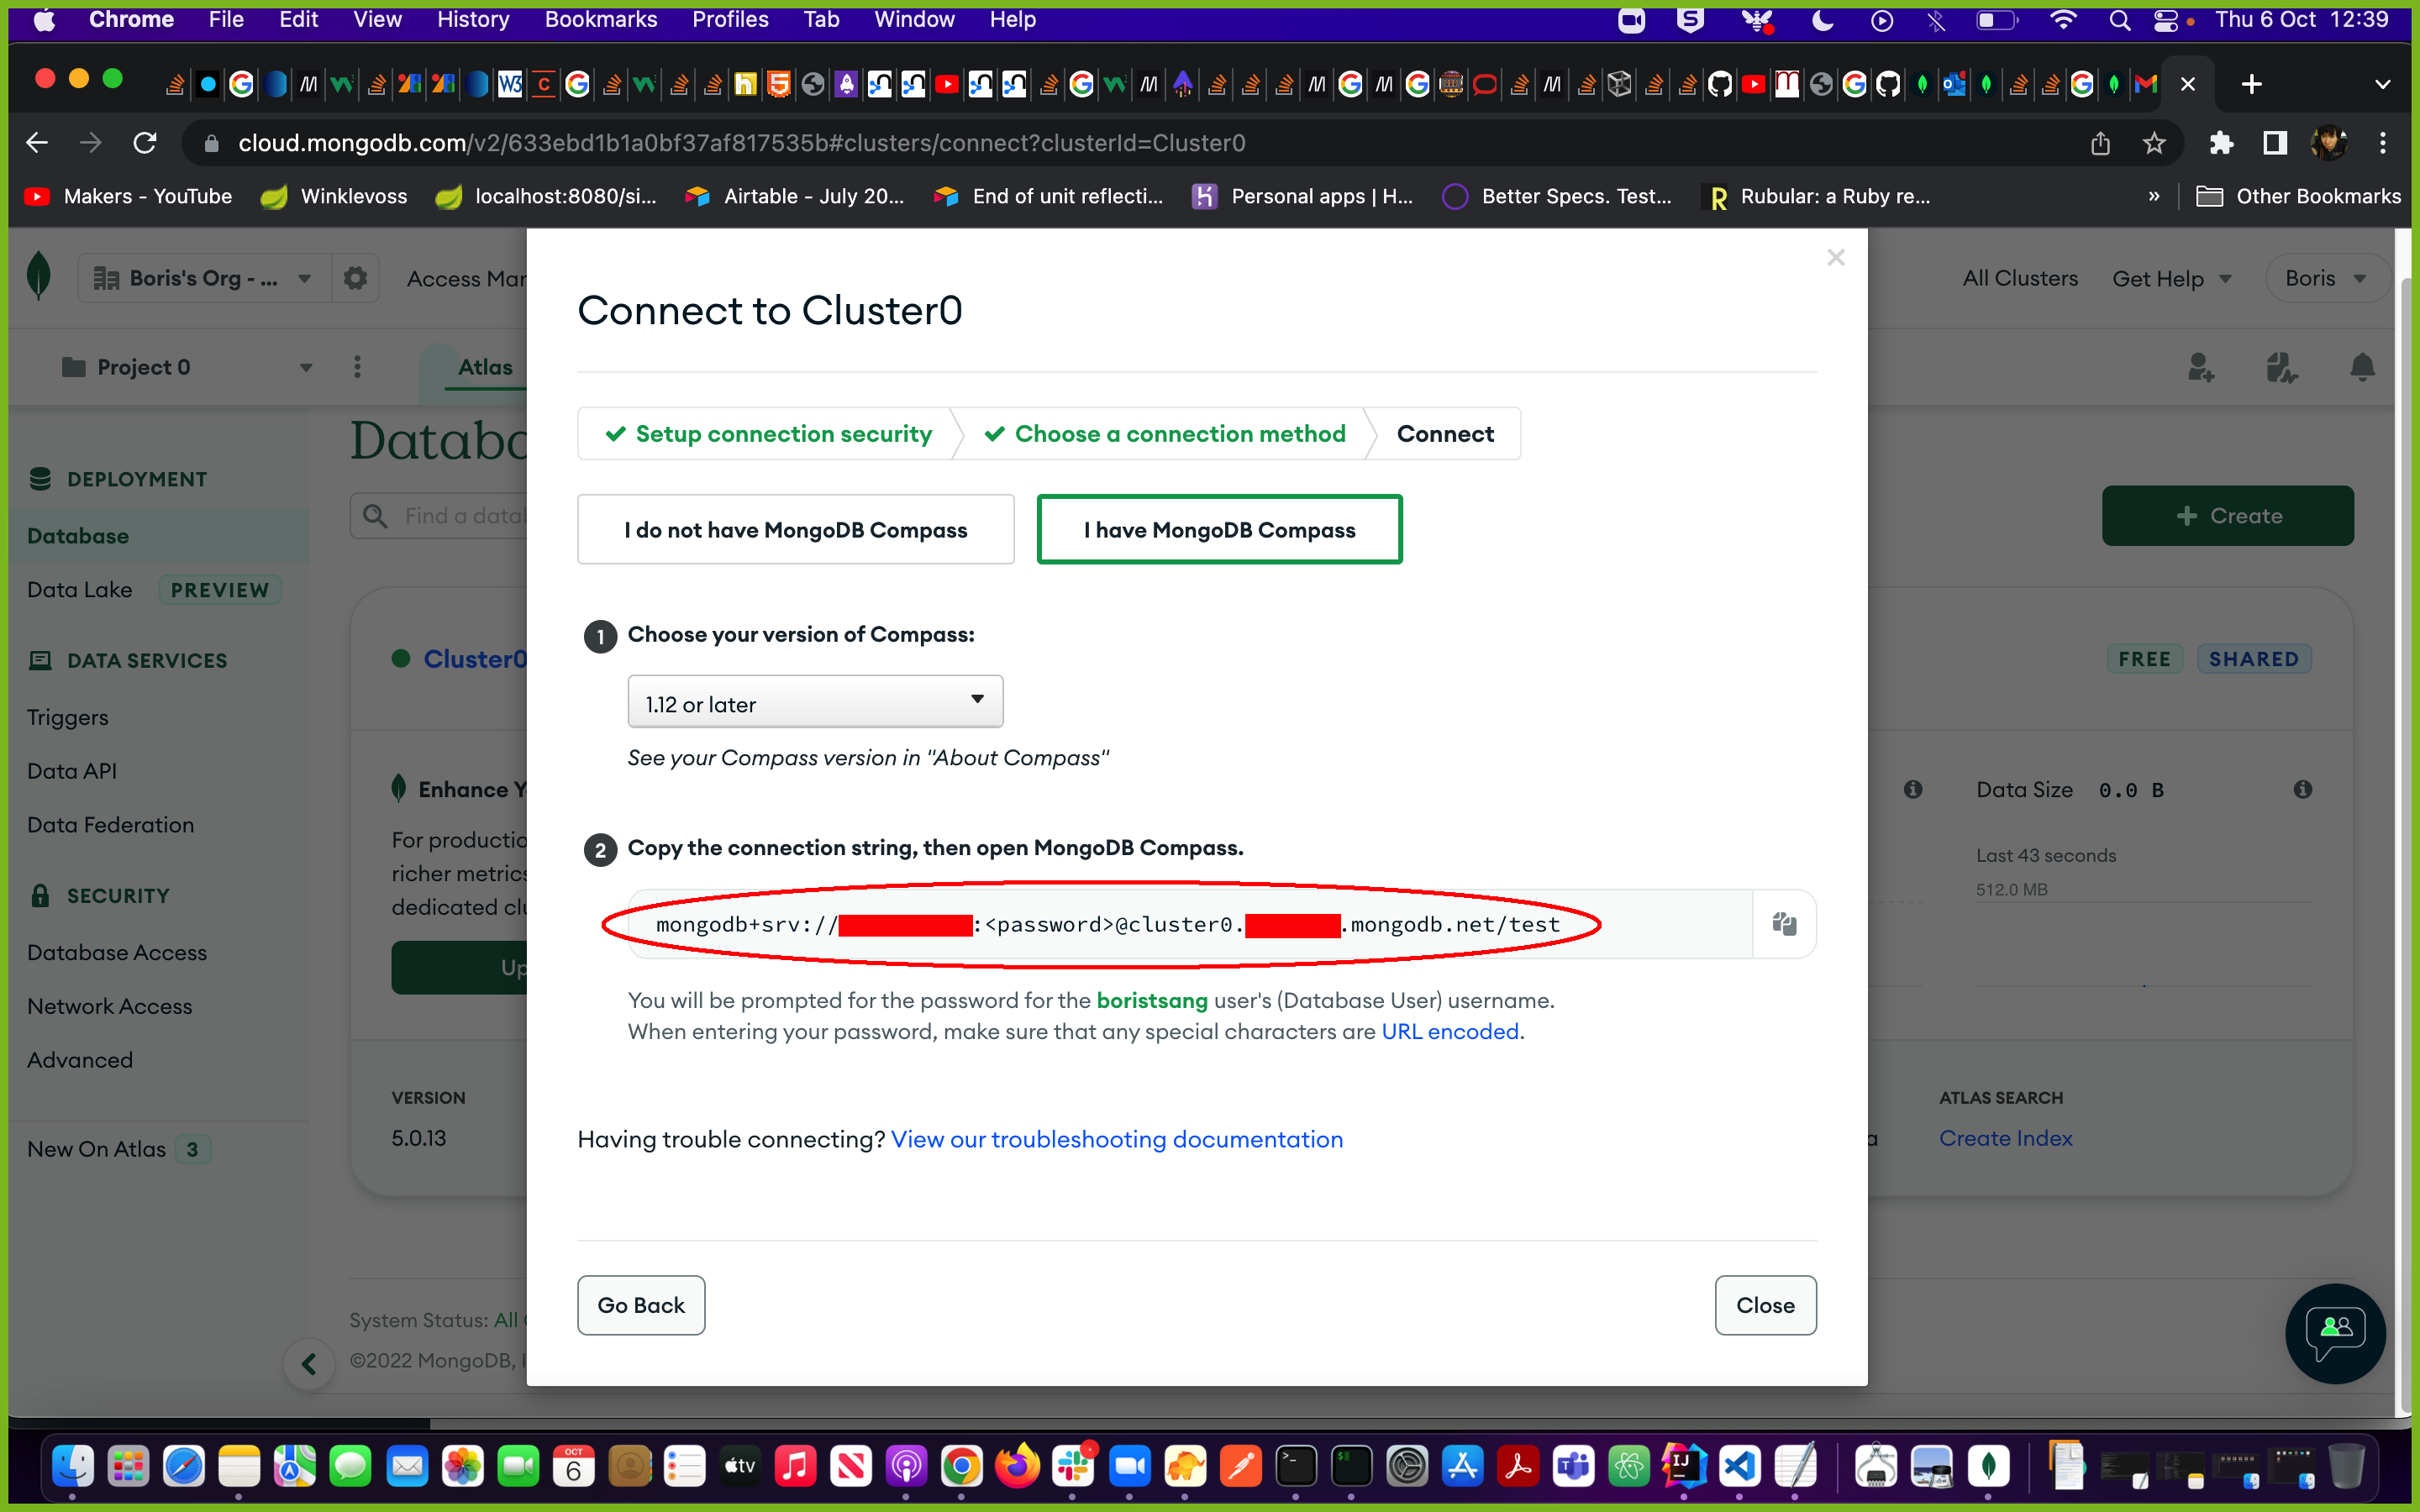 Chrome File Edit View History Bookmarks Profiles Tab Window Help Thu 6 Oct 12:39
cloud.mongodb.com/v2/633ebd1b1a0bf37af817535b#clusters/connect?clusterId=Cluster0
Makers - YouTube Winklevoss localhost:8080/si... Airtable - July 20... End of unit reflecti... Personal apps | H... Better Specs. Test... Rubular: a Ruby re... » Other Bookmarks
Boris's Org - ... Access Mar All Clusters Get Help Boris
Project 0 Atlas
Connect to Cluster0
Setup connection security Choose a connection method Connect
I do not have MongoDB Compass I have MongoDB Compass
1 Choose your version of Compass:
1.12 or later
See your Compass version in "About Compass"
2 Copy the connection string, then open MongoDB Compass.
mongodb+srv:// :<password>@cluster0. .mongodb.net/test
You will be prompted for the password for the boristsang user's (Database User) username.
When entering your password, make sure that any special characters are URL encoded.
Having trouble connecting? View our troubleshooting documentation
Go Back Close
DEPLOYMENT
Database
Data Lake PREVIEW
DATA SERVICES
Triggers
Data API
Data Federation
SECURITY
Database Access
Network Access
Advanced
New On Atlas 3
Databa
Find a datab
+ Create
Cluster0
FREE SHARED
Enhance Y
For productio
richer metrics
dedicated clu
Up
Data Size 0.0 B
Last 43 seconds
512.0 MB
VERSION
5.0.13
ATLAS SEARCH
Create Index
System Status: All
©2022 MongoDB, I
OCT
6
tv